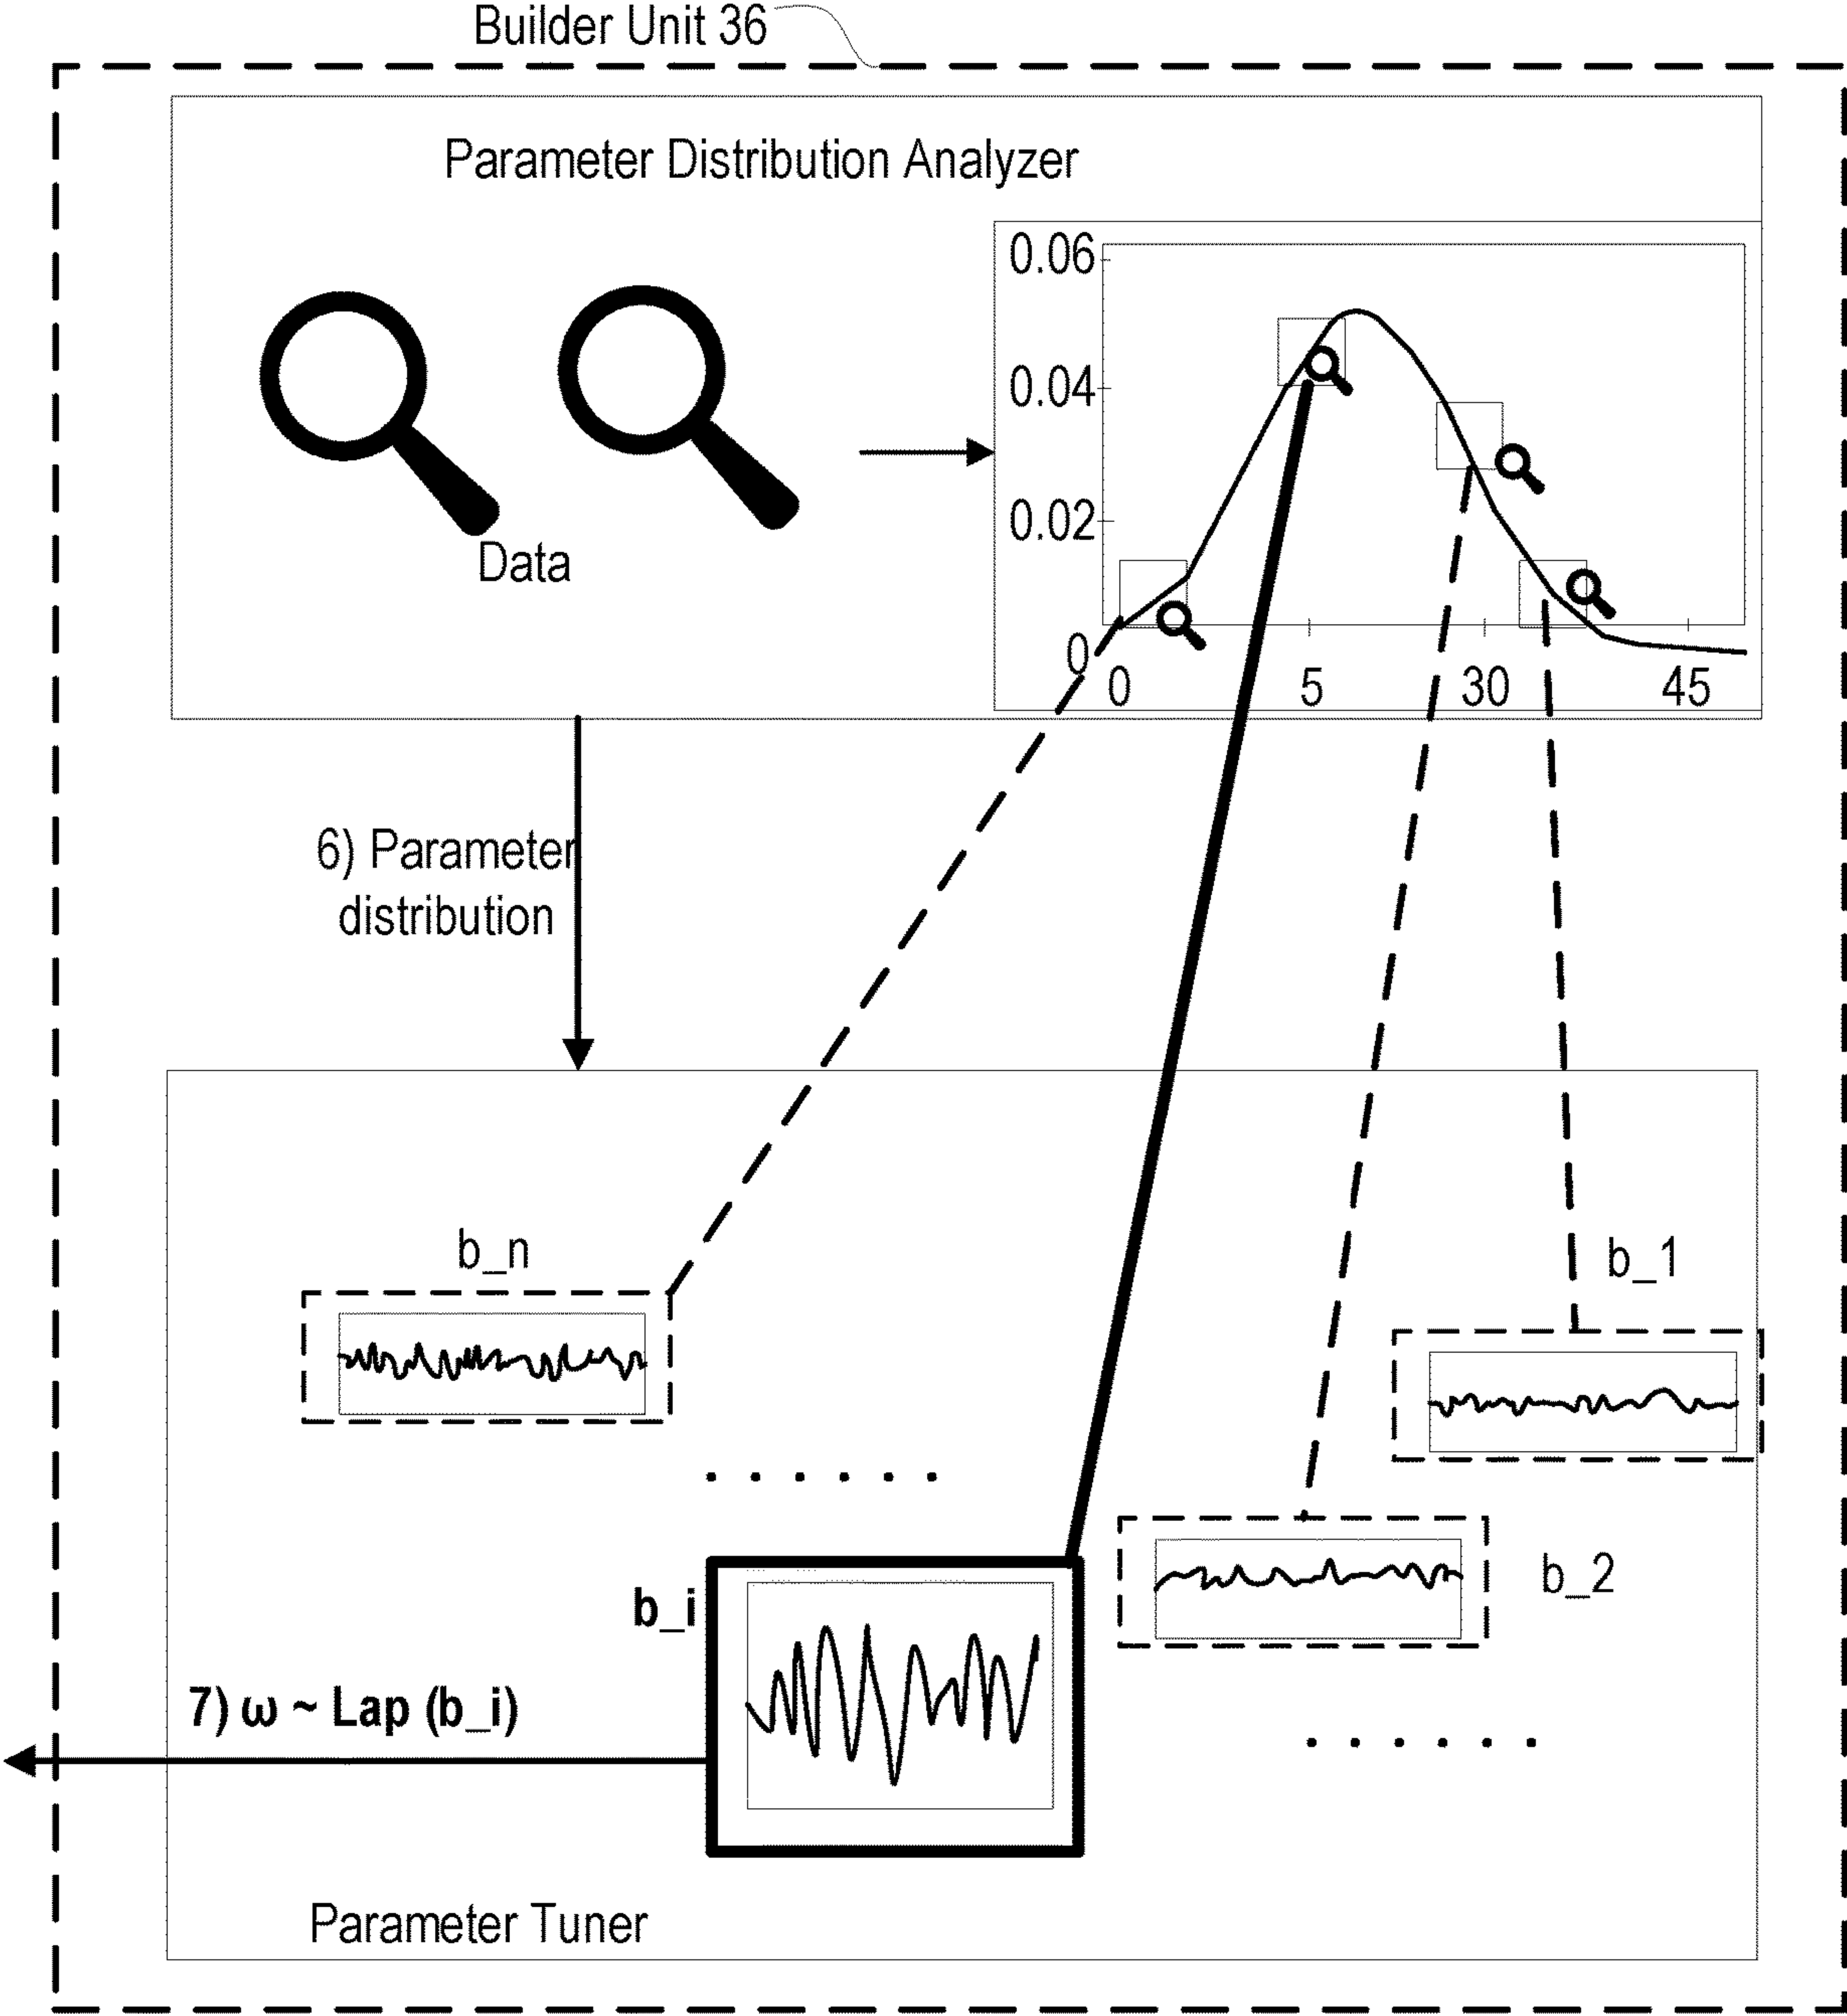 Builder Unit 36
Parameter Distribution Analyzer
0.06
0.04
0.02
0
0 5 30 45
Data
6) Parameter
distribution
b_n
b_1
b_i
b_2
7) ω ~ Lap (b_i)
Parameter Tuner